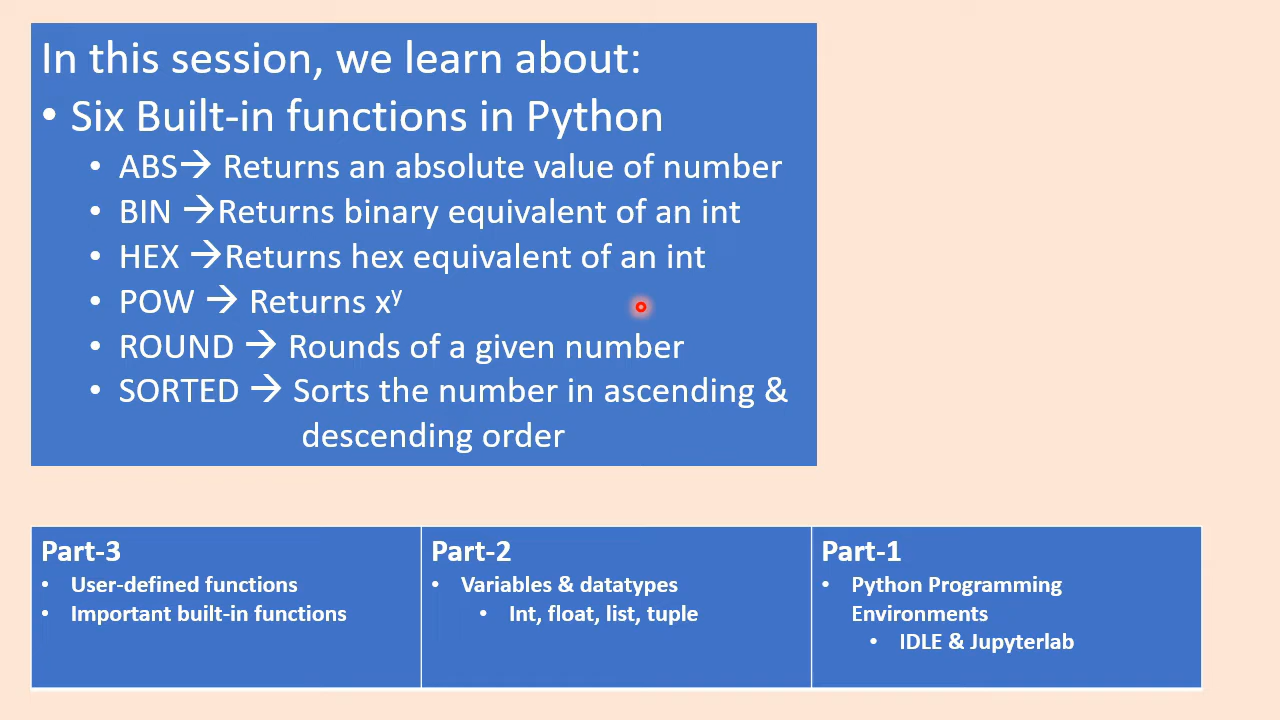 In this session, we learn about:
• Six Built-in functions in Python
• ABS→ Returns an absolute value of number
• BIN →Returns binary equivalent of an int
• HEX →Returns hex equivalent of an int
• POW → Returns xʸ
• ROUND → Rounds of a given number
• SORTED → Sorts the number in ascending &
descending order
Part-3
• User-defined functions
• Important built-in functions
Part-2
• Variables & datatypes
• Int, float, list, tuple
Part-1
• Python Programming
Environments
• IDLE & Jupyterlab